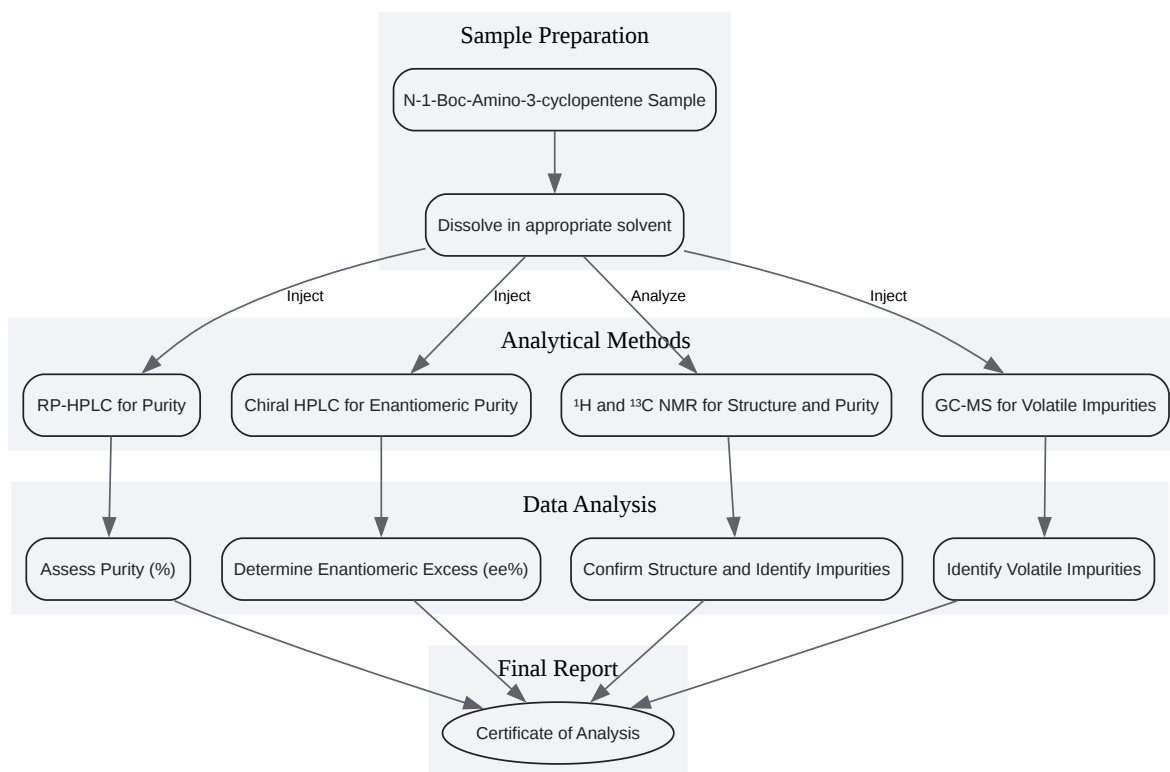 Sample Preparation
N-1-Boc-Amino-3-cyclopentene Sample
Dissolve in appropriate solvent
Inject
Inject
Analyze
Inject
Analytical Methods
RP-HPLC for Purity
Chiral HPLC for Enantiomeric Purity
¹H and ¹³C NMR for Structure and Purity
GC-MS for Volatile Impurities
Data Analysis
Assess Purity (%)
Determine Enantiomeric Excess (ee%)
Confirm Structure and Identify Impurities
Identify Volatile Impurities
Final Report
Certificate of Analysis